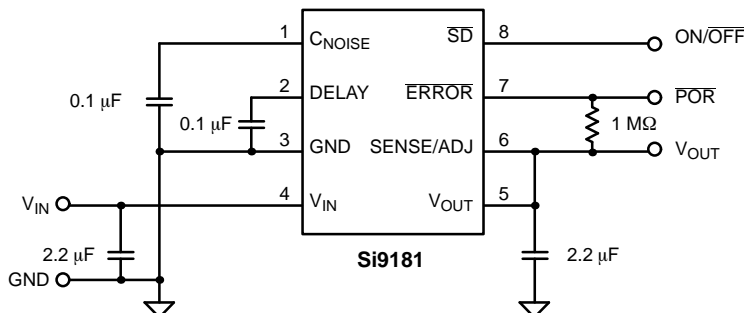 1 C_NOISE SD 8 ON/OFF
2 DELAY ERROR 7 POR
0.1 μF
0.1 μF
1 MΩ
3 GND SENSE/ADJ 6 V_OUT
V_IN 4 V_IN V_OUT 5
2.2 μF
2.2 μF
Si9181
GND